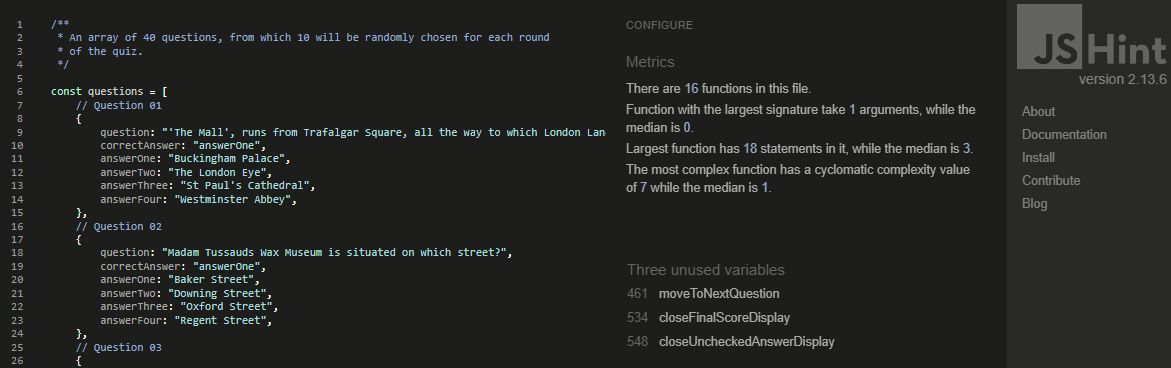 1 /**
2 * An array of 40 questions, from which 10 will be randomly chosen for each round
3 * of the quiz.
4 */
5
6 const questions = [
7 // Question 01
8 {
9 question: "'The Mall', runs from Trafalgar Square, all the way to which London Lan
10 correctAnswer: "answerOne",
11 answerOne: "Buckingham Palace",
12 answerTwo: "The London Eye",
13 answerThree: "St Paul's Cathedral",
14 answerFour: "Westminster Abbey",
15 },
16 // Question 02
17 {
18 question: "Madam Tussauds Wax Museum is situated on which street?",
19 correctAnswer: "answerOne",
20 answerOne: "Baker Street",
21 answerTwo: "Downing Street",
22 answerThree: "Oxford Street",
23 answerFour: "Regent Street",
24 },
25 // Question 03
26 {
CONFIGURE
Metrics
There are 16 functions in this file.
Function with the largest signature take 1 arguments, while the
median is 0.
Largest function has 18 statements in it, while the median is 3.
The most complex function has a cyclomatic complexity value
of 7 while the median is 1.
Three unused variables
461 moveToNextQuestion
534 closeFinalScoreDisplay
548 closeUncheckedAnswerDisplay
JSHint
version 2.13.6
About
Documentation
Install
Contribute
Blog